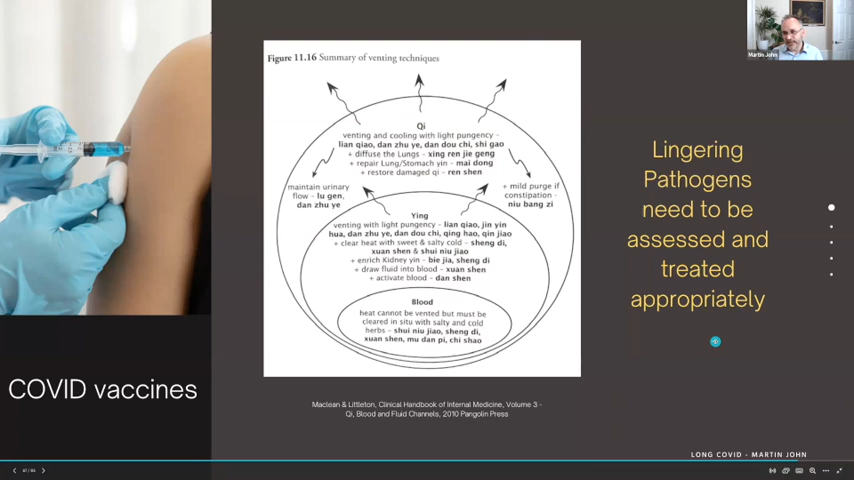 Martin John
Figure 11.16 Summary of venting techniques
Qi
venting and cooling with light pungency -
lian qiao, dan zhu ye, dan dou chi, shi gao
+ diffuse the Lungs - xing ren jie geng
+ repair Lung/Stomach yin - mai dong
+ restore damaged qi - ren shen
maintain urinary
flow - lu gen,
dan zhu ye
+ mild purge if
constipation -
niu bang zi
Ying
venting with light pungency - lian qiao, jin yin
hua, dan zhu ye, dan dou chi, qing hao, qin jiao
+ clear heat with sweet & salty cold - sheng di,
xuan shen & shui niu jiao
+ enrich Kidney yin - bie jia, sheng di
+ draw fluid into blood - xuan shen
+ activate blood - dan shen
Blood
heat cannot be vented but must be
cleared in situ with salty and cold
herbs - shui niu jiao, sheng di,
xuan shen, mu dan pi, chi shao
Lingering
Pathogens
need to be
assessed and
treated
appropriately
COVID vaccines
Maclean & Littleton, Clinical Handbook of Internal Medicine, Volume 3 -
Qi, Blood and Fluid Channels, 2010 Pangolin Press
LONG COVID - MARTIN JOHN